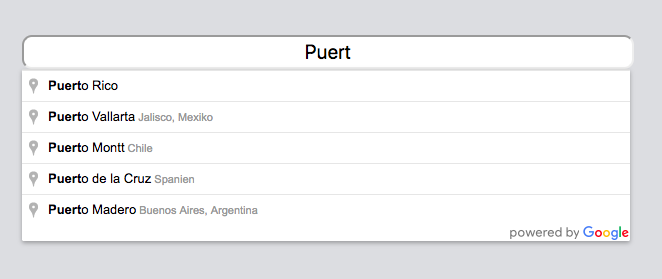 Puert
Puerto Rico
Puerto Vallarta Jalisco, Mexiko
Puerto Montt Chile
Puerto de la Cruz Spanien
Puerto Madero Buenos Aires, Argentina
powered by Google